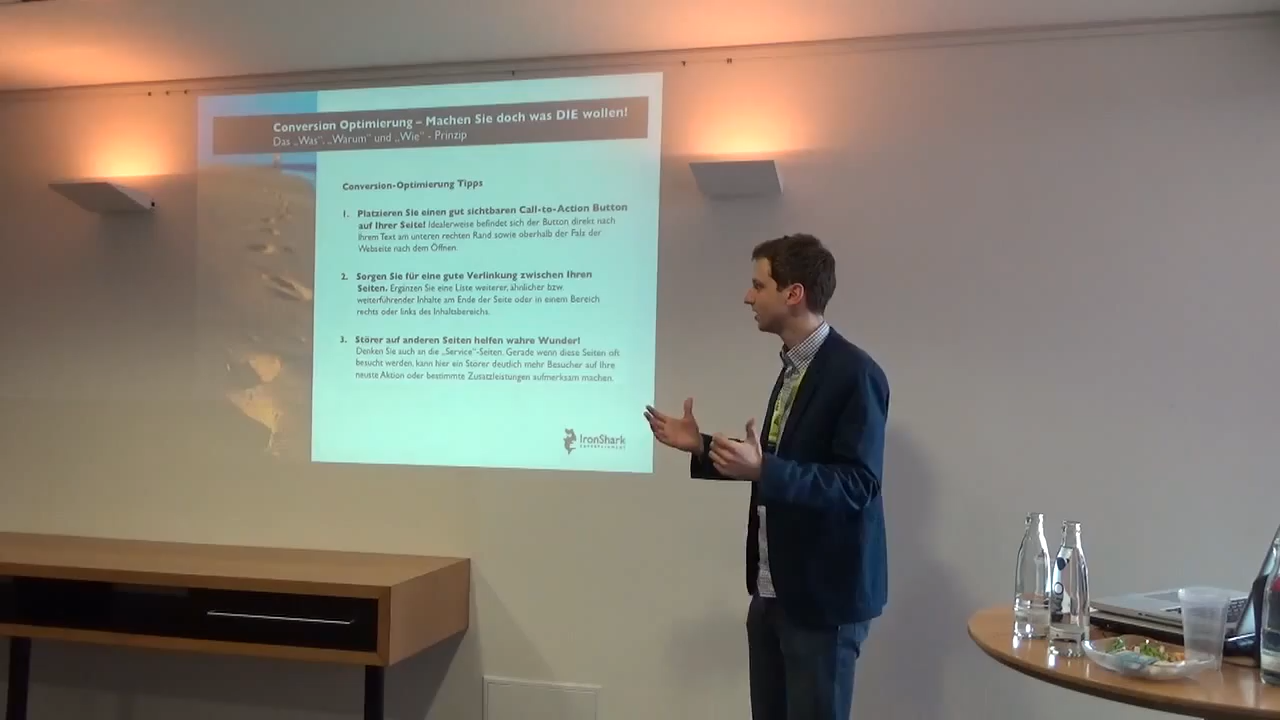 Conversion Optimierung – Machen Sie doch was DIE wollen!
Das „Was“, „Warum“ und „Wie“ - Prinzip
Conversion-Optimierung Tipps
1. Platzieren Sie einen gut sichtbaren Call-to-Action Button
auf Ihrer Seite! Idealerweise befindet sich der Button direkt nach
Ihrem Text am unteren rechten Rand sowie oberhalb der Falz der
Webseite nach dem Öffnen.
2. Sorgen Sie für eine gute Verlinkung zwischen Ihren
Seiten. Ergänzen Sie eine Liste weiterer, ähnlicher bzw
weiterführender Inhalte am Ende der Seite oder in einem Bereich
rechts oder links des Inhaltsbereichs.
3. Störer auf anderen Seiten helfen wahre Wunder!
Denken Sie auch an die „Service“-Seiten. Gerade wenn diese Seiten oft
besucht werden, kann hier ein Störer deutlich mehr Besucher auf Ihre
neuste Aktion oder bestimmte Zusatzleistungen aufmerksam machen.
IronShark
ENTERTAINMENT